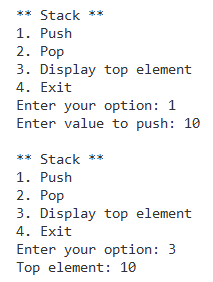 ** Stack **
1. Push
2. Pop
3. Display top element
4. Exit
Enter your option: 1
Enter value to push: 10

** Stack **
1. Push
2. Pop
3. Display top element
4. Exit
Enter your option: 3
Top element: 10